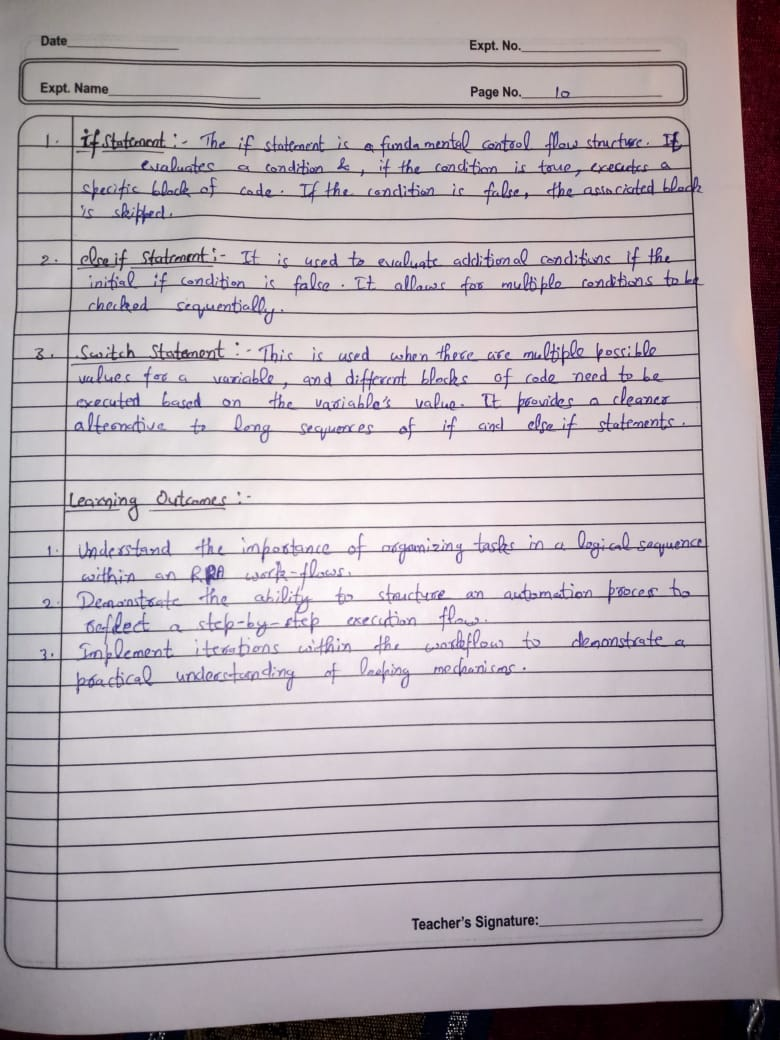 Date
Expt. No.
Expt. Name
Page No. 10
1. if statement :- The if statement is a fundamental control flow structure. It
evaluates a condition & , if the condition is true, executes a
specific block of code. If the condition is false, the associated block
is skipped.
2. else if Statement :- It is used to evaluate additional conditions if the
initial if condition is false. It allows for multiple conditions to be
checked sequentially.
3. Switch Statement :- This is used when there are multiple possible
values for a variable, and different blocks of code need to be
executed based on the variable's value. It provides a cleaner
alternative to long sequences of if and else if statements.
Learning Outcomes :-
1. Understand the importance of organizing tasks in a logical sequence
within an RPA work-flows.
2. Demonstrate the ability to structure an automation process to
reflect a step-by-step execution flow.
3. Implement iterations within the workflow to demonstrate a
practical understanding of looping mechanisms.
Teacher's Signature: